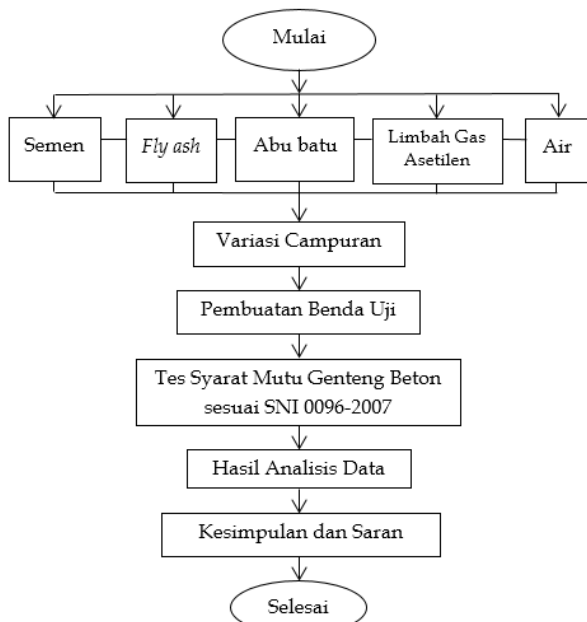 Mulai
Semen
Fly ash
Abu batu
Limbah Gas
Asetilen
Air
Variasi Campuran
Pembuatan Benda Uji
Tes Syarat Mutu Genteng Beton
sesuai SNI 0096-2007
Hasil Analisis Data
Kesimpulan dan Saran
Selesai